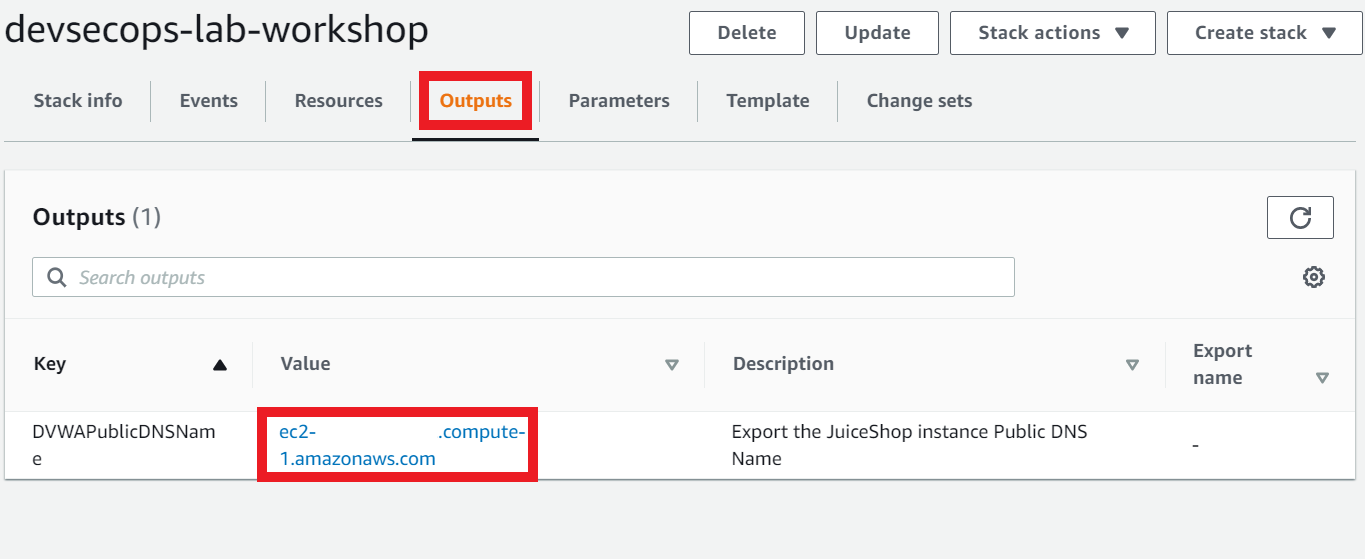 devsecops-lab-workshop
Delete
Update
Stack actions
Create stack
Stack info
Events
Resources
Outputs
Parameters
Template
Change sets
Outputs (1)
Search outputs
Key
Value
Description
Export
name
DVWAPublicDNSNam
e
ec2- .compute-
1.amazonaws.com
Export the JuiceShop instance Public DNS
Name
-